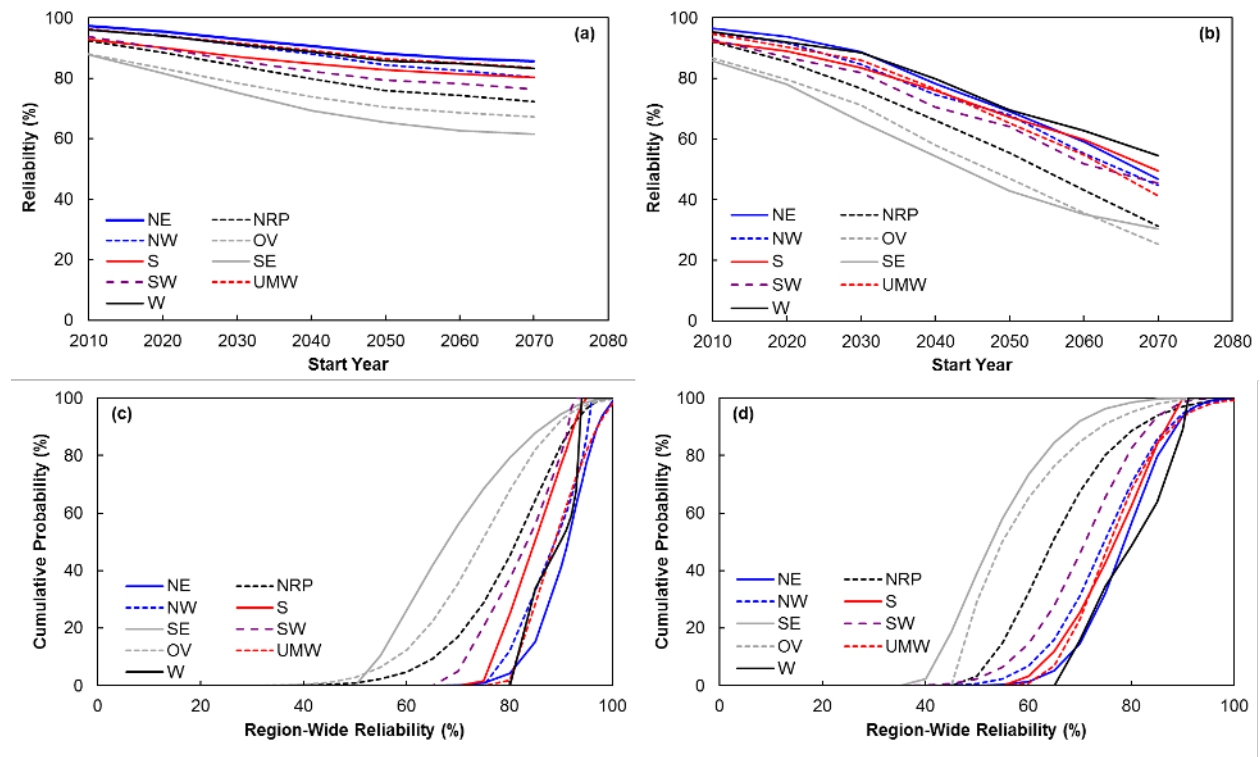 (a)
Reliabiltiy (%)
100
80
60
40
20
0
NE NRP
NW OV
S SE
SW UMW
W
2010 2020 2030 2040 2050 2060 2070 2080
Start Year
(b)
Reliabiltiy (%)
100
80
60
40
20
0
NE NRP
NW OV
S SE
SW UMW
W
2010 2020 2030 2040 2050 2060 2070 2080
Start Year
(c)
Cumulative Probability (%)
100
80
60
40
20
0
NE NRP
NW S
SE SW
OV UMW
W
0 20 40 60 80 100
Region-Wide Reliability (%)
(d)
Cumulative Probability (%)
100
80
60
40
20
0
NE NRP
NW S
SE SW
OV UMW
W
0 20 40 60 80 100
Region-Wide Reliability (%)